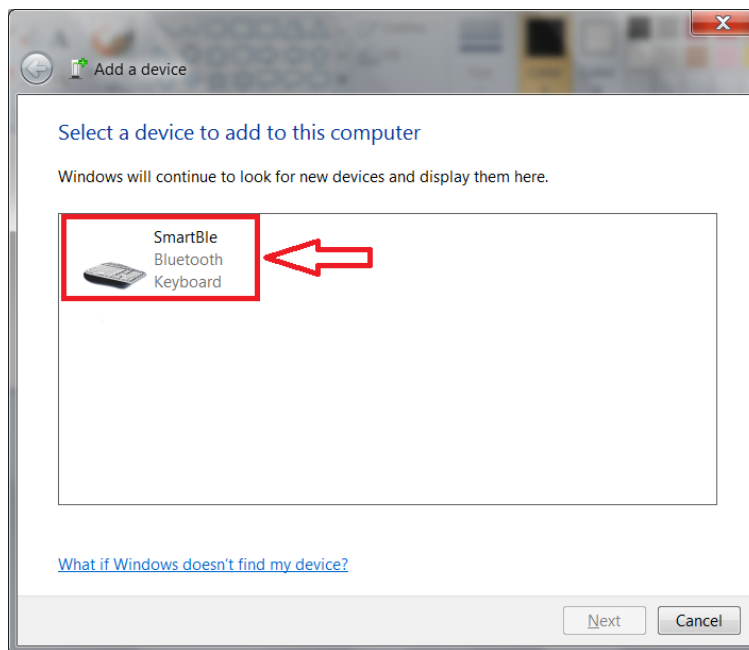 Add a device
Select a device to add to this computer
Windows will continue to look for new devices and display them here.
SmartBle
Bluetooth
Keyboard
What if Windows doesn't find my device?
Next
Cancel